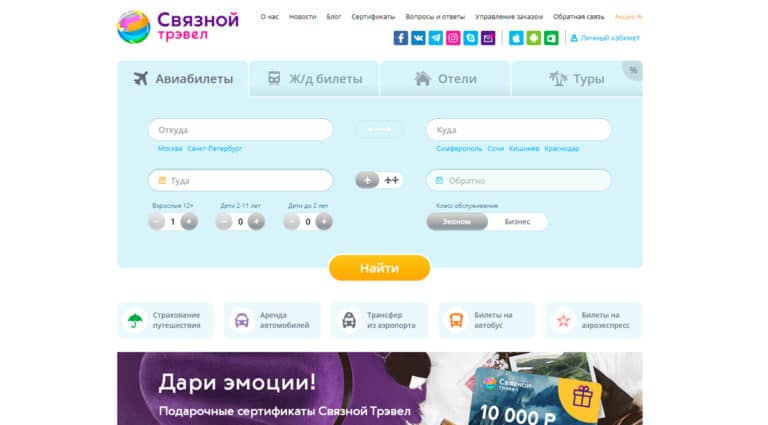 Связной
трэвел
О нас Новости Блог Сертификаты Вопросы и ответы Управление заказом Обратная связь Акции %
Личный кабинет
Авиабилеты Ж/д билеты Отели Туры %
Откуда Куда
Москва Санкт-Петербург Симферополь Сочи Кишинёв Краснодар
Туда Обратно
Взрослые 12+ Дети 2-11 лет Дети до 2 лет Класс обслуживания
− 1 + − 0 + − 0 + Эконом Бизнес
Найти
Страхование Аренда Трансфер Билеты на Билеты на
путешествия автомобилей из аэропорта автобус аэроэкспресс
Дари эмоции!
Связной
трэвел
Подарочные сертификаты Связной Трэвел
10 000 Р